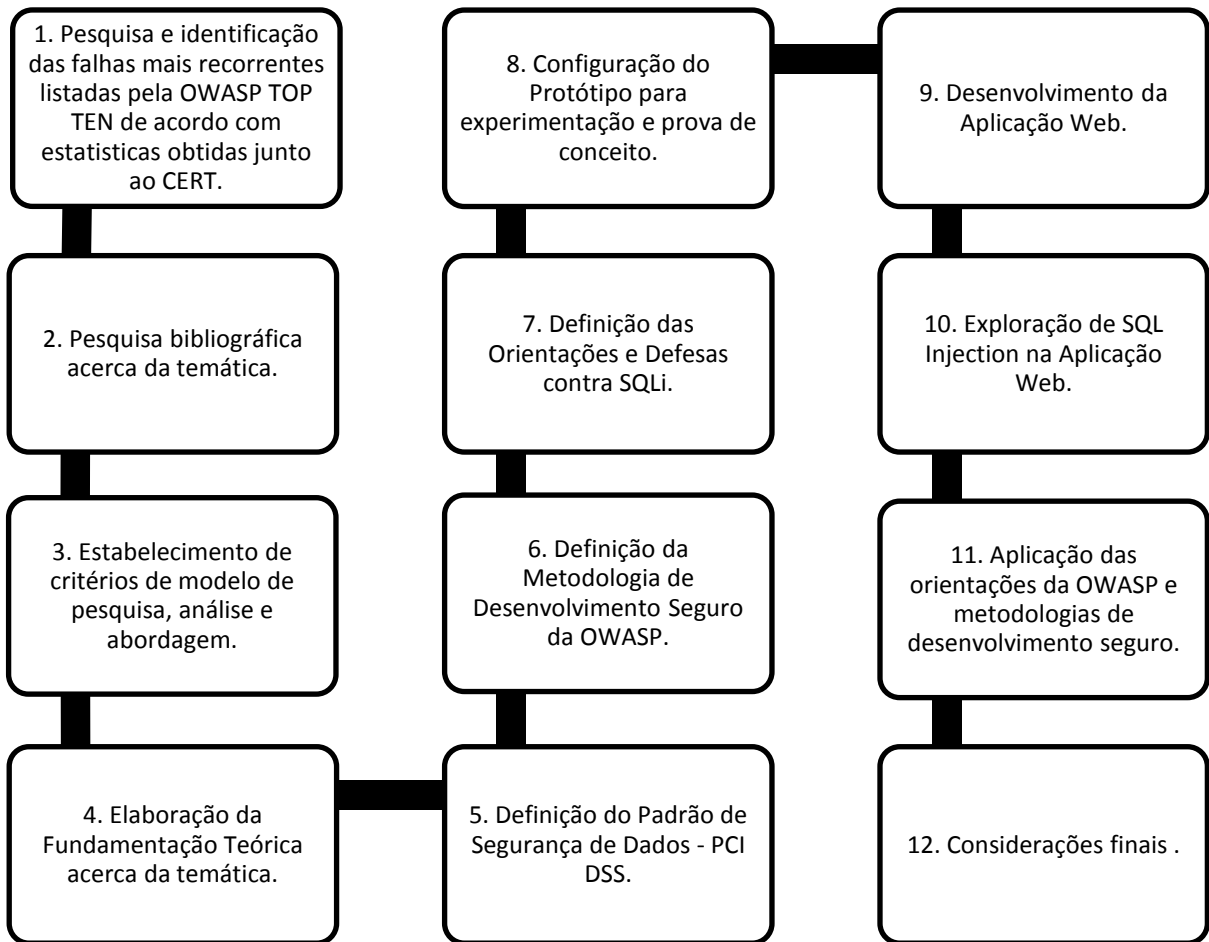 1. Pesquisa e identificação
das falhas mais recorrentes
listadas pela OWASP TOP
TEN de acordo com
estatisticas obtidas junto
ao CERT.
2. Pesquisa bibliográfica
acerca da temática.
3. Estabelecimento de
critérios de modelo de
pesquisa, análise e
abordagem.
4. Elaboração da
Fundamentação Teórica
acerca da temática.
5. Definição do Padrão de
Segurança de Dados - PCI
DSS.
6. Definição da
Metodologia de
Desenvolvimento Seguro
da OWASP.
7. Definição das
Orientações e Defesas
contra SQLi.
8. Configuração do
Protótipo para
experimentação e prova de
conceito.
9. Desenvolvimento da
Aplicação Web.
10. Exploração de SQL
Injection na Aplicação
Web.
11. Aplicação das
orientações da OWASP e
metodologias de
desenvolvimento seguro.
12. Considerações finais .